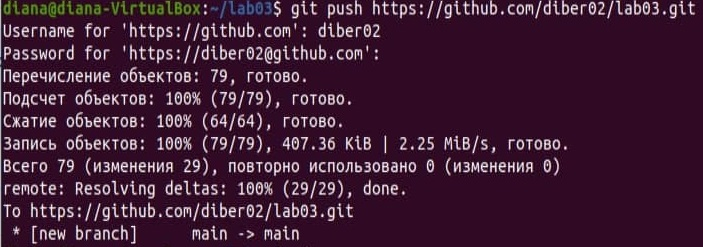 diana@diana-VirtualBox:~/lab03$ git push https://github.com/diber02/lab03.git
Username for 'https://github.com': diber02
Password for 'https://diber02@github.com':
Перечисление объектов: 79, готово.
Подсчет объектов: 100% (79/79), готово.
Сжатие объектов: 100% (64/64), готово.
Запись объектов: 100% (79/79), 407.36 KiB | 2.25 MiB/s, готово.
Всего 79 (изменения 29), повторно использовано 0 (изменения 0)
remote: Resolving deltas: 100% (29/29), done.
To https://github.com/diber02/lab03.git
 * [new branch]      main -> main